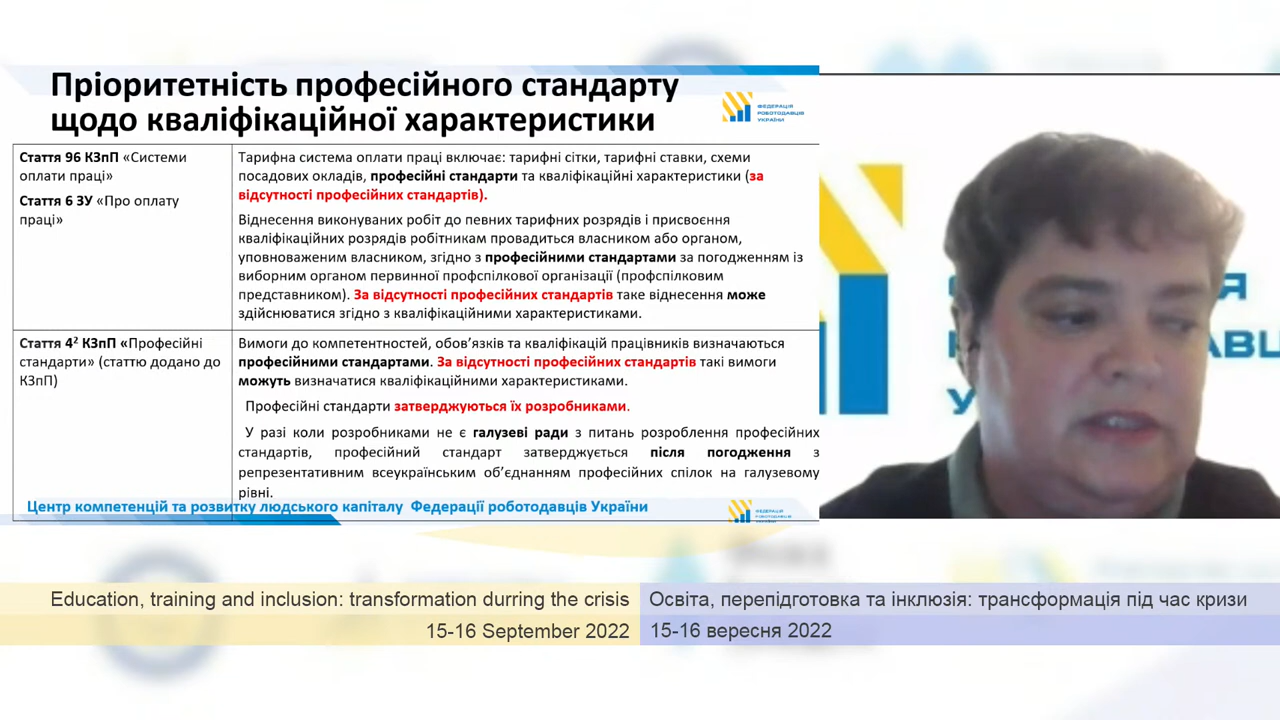 Пріоритетність професійного стандарту
щодо кваліфікаційної характеристики
ФЕДЕРАЦІЯ
РОБОТОДАВЦІВ
УКРАЇНИ
Стаття 96 КЗпП «Системи
оплати праці»
Стаття 6 ЗУ «Про оплату
праці»
Тарифна система оплати праці включає: тарифні сітки, тарифні ставки, схеми
посадових окладів, професійні стандарти та кваліфікаційні характеристики (за
відсутності професійних стандартів).
Віднесення виконуваних робіт до певних тарифних розрядів і присвоєння
кваліфікаційних розрядів робітникам провадиться власником або органом,
уповноваженим власником, згідно з професійними стандартами за погодженням із
виборним органом первинної профспілкової організації (профспілковим
представником). За відсутності професійних стандартів таке віднесення може
здійснюватися згідно з кваліфікаційними характеристиками.
Стаття 4² КЗпП «Професійні
стандарти» (статтю додано до
КЗпП)
Вимоги до компетентностей, обов’язків та кваліфікацій працівників визначаються
професійними стандартами. За відсутності професійних стандартів такі вимоги
можуть визначатися кваліфікаційними характеристиками.
Професійні стандарти затверджуються їх розробниками.
У разі коли розробниками не є галузеві ради з питань розроблення професійних
стандартів, професійний стандарт затверджується після погодження з
репрезентативним всеукраїнським об’єднанням професійних спілок на галузевому
рівні.
Центр компетенцій та розвитку людського капіталу Федерації роботодавців України
Education, training and inclusion: transformation durring the crisis
15-16 September 2022
Освіта, перепідготовка та інклюзія: трансформація під час кризи
15-16 вересня 2022